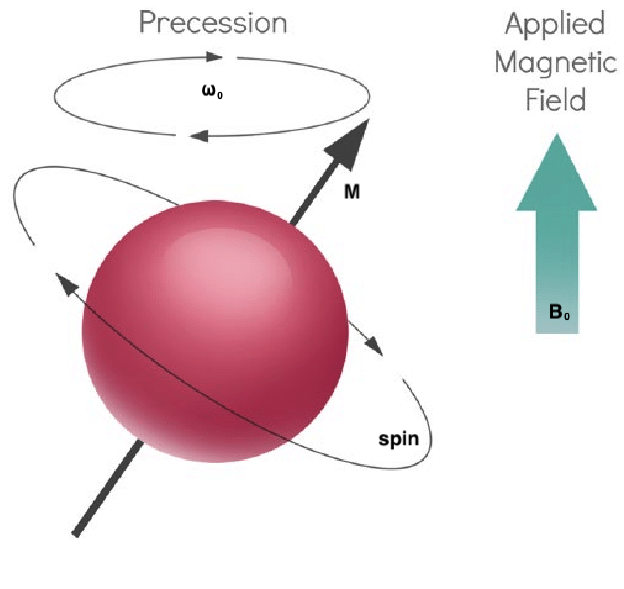 Precession
ω₀
M
spin
Applied
Magnetic
Field
B₀